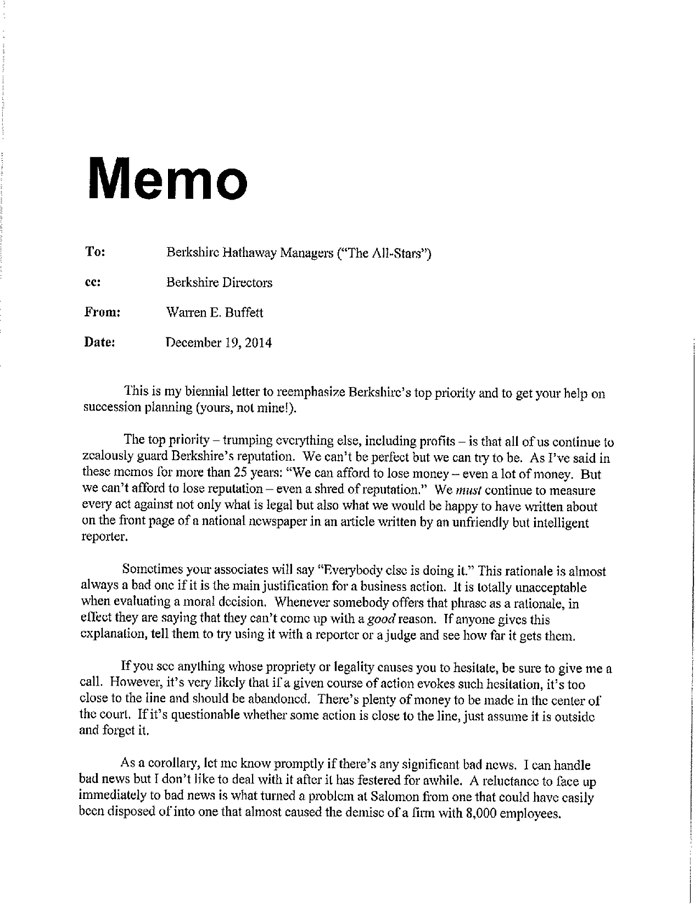 Memo
To: Berkshire Hathaway Managers ("The All-Stars")
cc: Berkshire Directors
From: Warren E. Buffett
Date: December 19, 2014
This is my biennial letter to reemphasize Berkshire's top priority and to get your help on
succession planning (yours, not mine!).
The top priority – trumping everything else, including profits – is that all of us continue to
zealously guard Berkshire's reputation. We can't be perfect but we can try to be. As I've said in
these memos for more than 25 years: "We can afford to lose money – even a lot of money. But
we can't afford to lose reputation – even a shred of reputation." We must continue to measure
every act against not only what is legal but also what we would be happy to have written about
on the front page of a national newspaper in an article written by an unfriendly but intelligent
reporter.
Sometimes your associates will say "Everybody else is doing it." This rationale is almost
always a bad one if it is the main justification for a business action. It is totally unacceptable
when evaluating a moral decision. Whenever somebody offers that phrase as a rationale, in
effect they are saying that they can't come up with a good reason. If anyone gives this
explanation, tell them to try using it with a reporter or a judge and see how far it gets them.
If you see anything whose propriety or legality causes you to hesitate, be sure to give me a
call. However, it's very likely that if a given course of action evokes such hesitation, it's too
close to the line and should be abandoned. There's plenty of money to be made in the center of
the court. If it's questionable whether some action is close to the line, just assume it is outside
and forget it.
As a corollary, let me know promptly if there's any significant bad news. I can handle
bad news but I don't like to deal with it after it has festered for awhile. A reluctance to face up
immediately to bad news is what turned a problem at Salomon from one that could have easily
been disposed of into one that almost caused the demise of a firm with 8,000 employees.